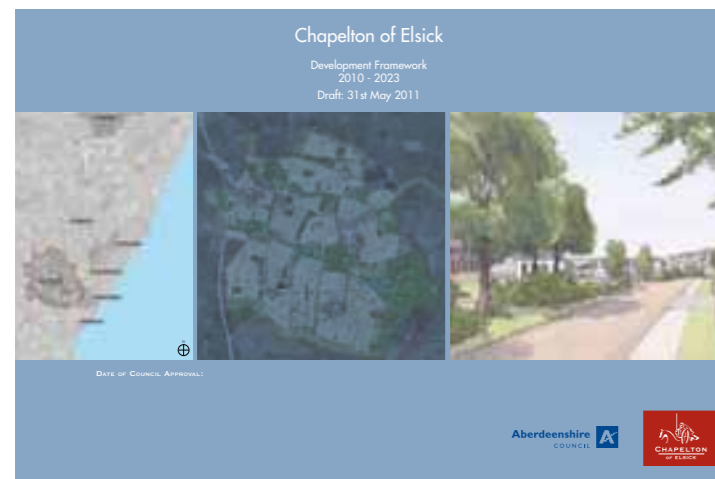 Chapelton of Elsick
Development Framework
2010 - 2023
Draft: 31st May 2011
Date of Council Approval:
Aberdeenshire
COUNCIL
Chapelton
of Elsick